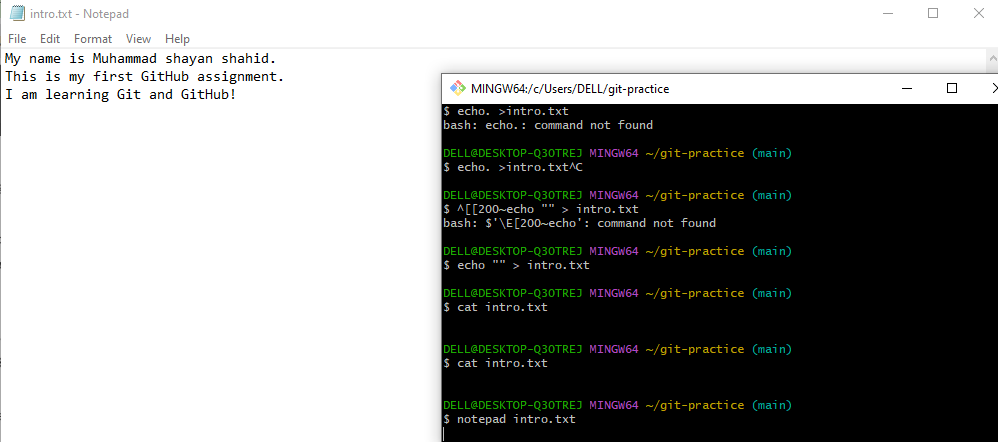 intro.txt - Notepad
File Edit Format View Help
My name is Muhammad shayan shahid.
This is my first GitHub assignment.
I am learning Git and GitHub!
MINGW64:/c/Users/DELL/git-practice
$ echo. >intro.txt
bash: echo.: command not found
DELL@DESKTOP-Q3OTREJ MINGW64 ~/git-practice (main)
$ echo. >intro.txt^C
DELL@DESKTOP-Q3OTREJ MINGW64 ~/git-practice (main)
$ ^[[200~echo "" > intro.txt
bash: $'\E[200~echo': command not found
DELL@DESKTOP-Q3OTREJ MINGW64 ~/git-practice (main)
$ echo "" > intro.txt
DELL@DESKTOP-Q3OTREJ MINGW64 ~/git-practice (main)
$ cat intro.txt
DELL@DESKTOP-Q3OTREJ MINGW64 ~/git-practice (main)
$ cat intro.txt
DELL@DESKTOP-Q3OTREJ MINGW64 ~/git-practice (main)
$ notepad intro.txt